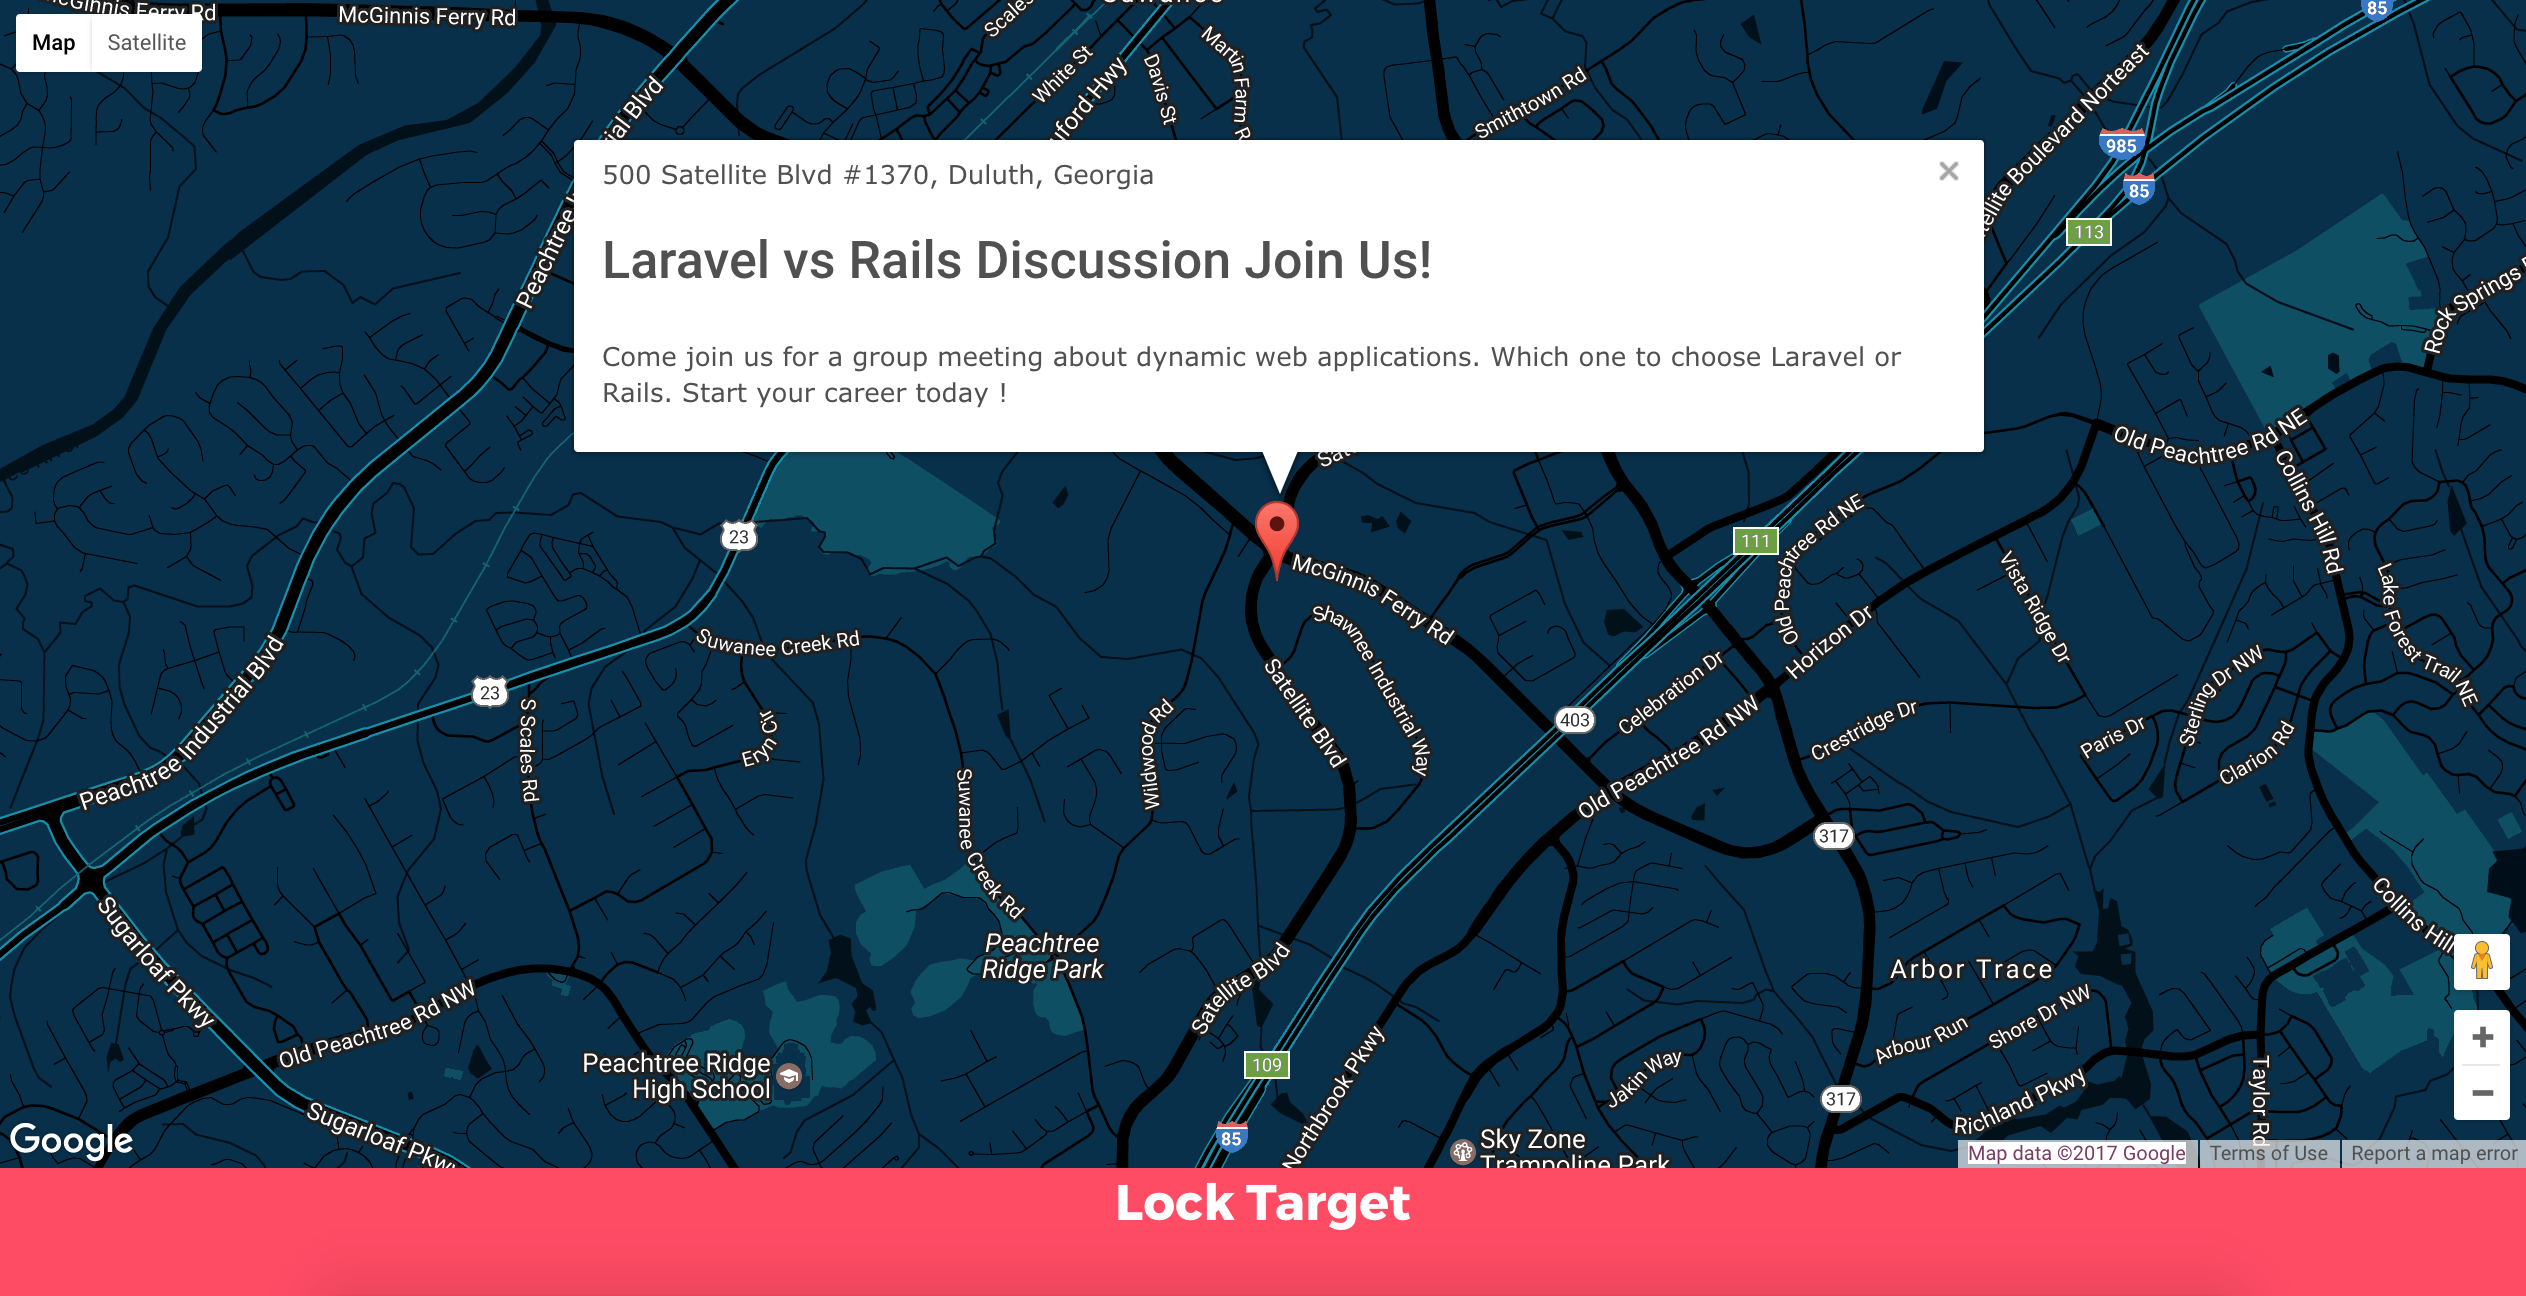 McGinnis Ferry Rd
McGinnis Ferry Rd
Map
Satellite
White St
Davis St
Martin Farm R
Smithtown Rd
85
985
85
113
500 Satellite Blvd #1370, Duluth, Georgia
Laravel vs Rails Discussion Join Us!
Come join us for a group meeting about dynamic web applications. Which one to choose Laravel or
Rails. Start your career today !
Rock Springs
Old Peachtree Rd NE
Collins Hill Rd
23
111
Old Peachtree Rd NE
McGinnis Ferry Rd
Shawnee Industrial Way
Horizon Dr
Vista Ridge Dr
Lake Forest Trail NE
Suwanee Creek Rd
23
S Scales Rd
Eryn Cir
Peachtree Industrial Blvd
Wildwood Rd
Satellite Blvd
403
Celebration Dr
Old Peachtree Rd NW
Crestridge Dr
Paris Dr
Sterling Dr NW
Clarion Rd
Suwanee Creek Rd
317
Sugarloaf Pkwy
Peachtree
Ridge Park
Satellite Blvd
Arbor Trace
Collins Hill
Old Peachtree Rd NW
Peachtree Ridge
High School
109
Northbrook Pkwy
Jakin Way
Arbour Run
Shore Dr NW
317
Richland Pkwy
Taylor Rd
Sugarloaf Pkwy
Google
85
Sky Zone
Trampoline Park
Map data ©2017 Google
Terms of Use
Report a map error
Lock Target